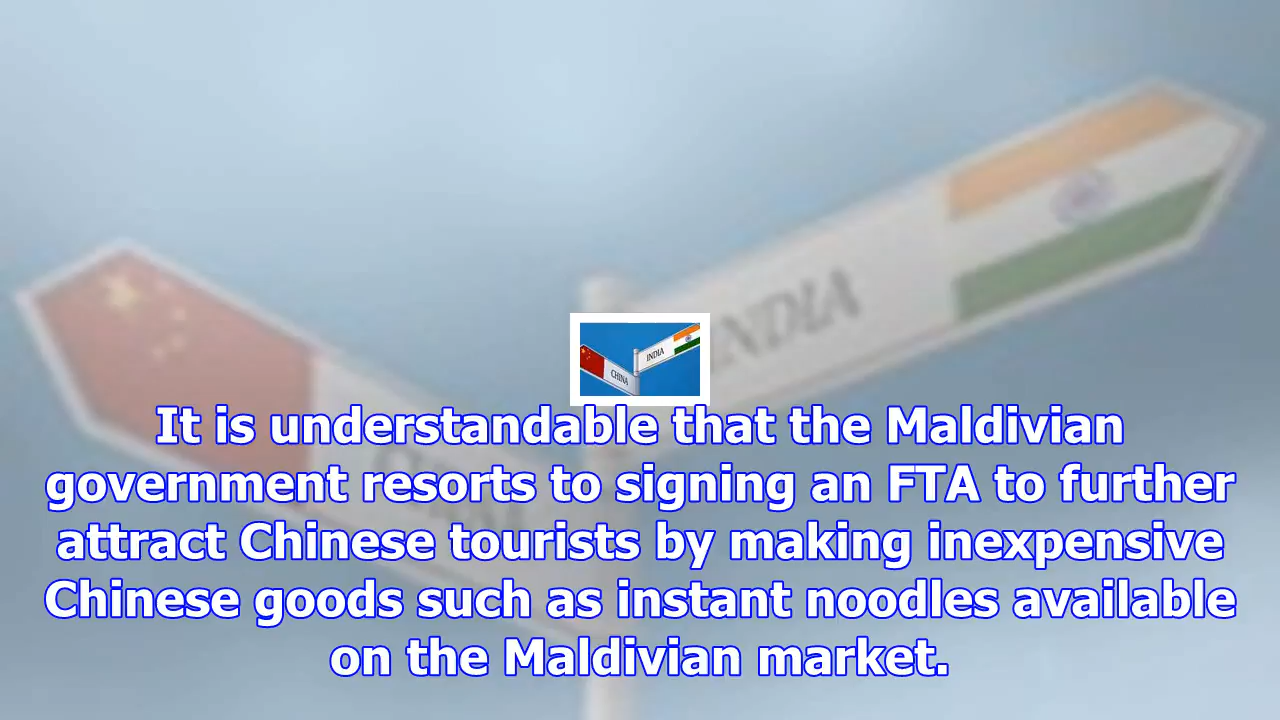 INDIA
INDIA
CHINA
It is understandable that the Maldivian
government resorts to signing an FTA to further
attract Chinese tourists by making inexpensive
Chinese goods such as instant noodles available
on the Maldivian market.